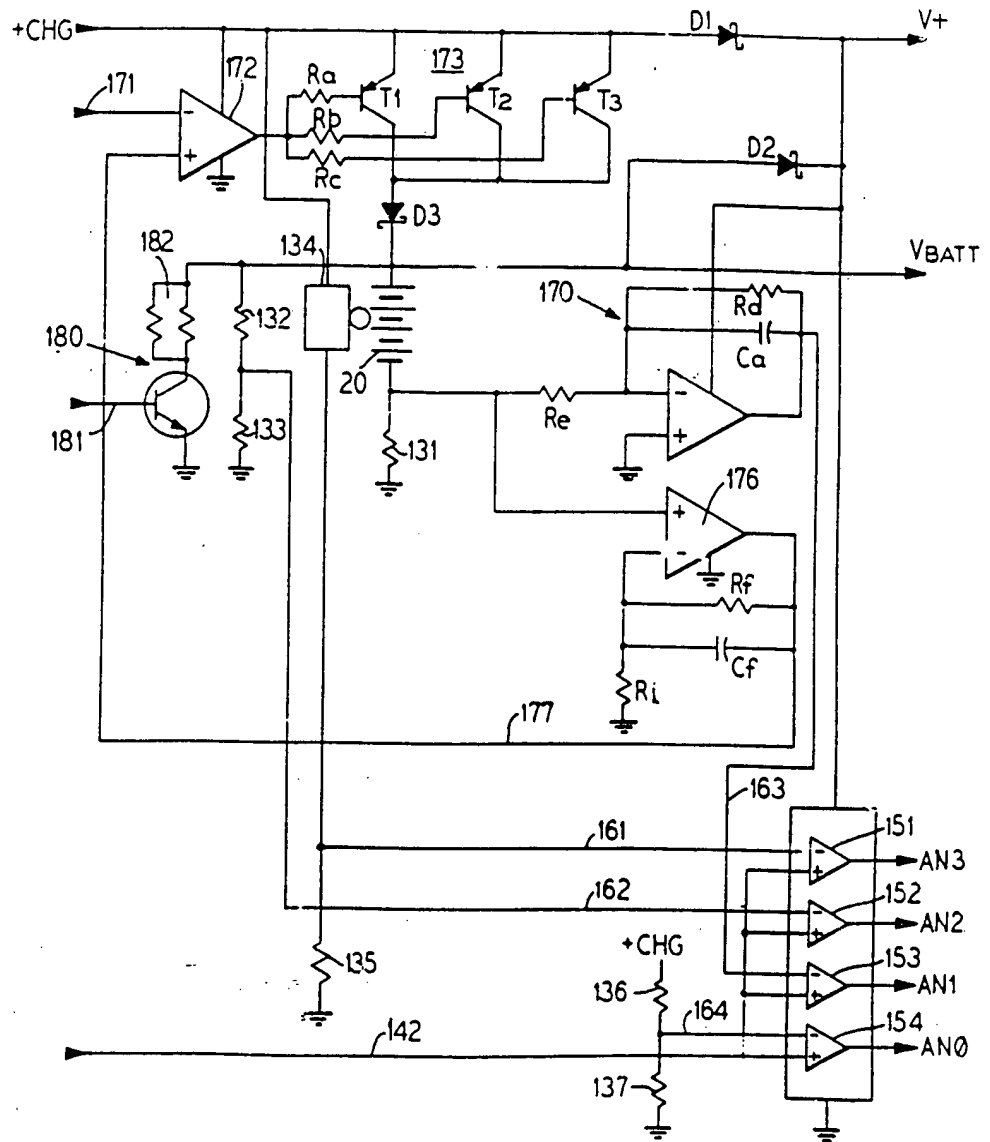 +CHG
D1
V+
171
172
Ra
173
T1
T2
T3
Rb
Rc
D2
D3
134
182
VBATT
170
Rd
132
180
Ca
20
Re
181
133
131
176
Rf
Cf
Ri
177
163
151
161
AN3
152
162
AN2
+CHG
153
135
136
164
AN1
154
142
AN0
137
- + - + + - - + - + - + - +